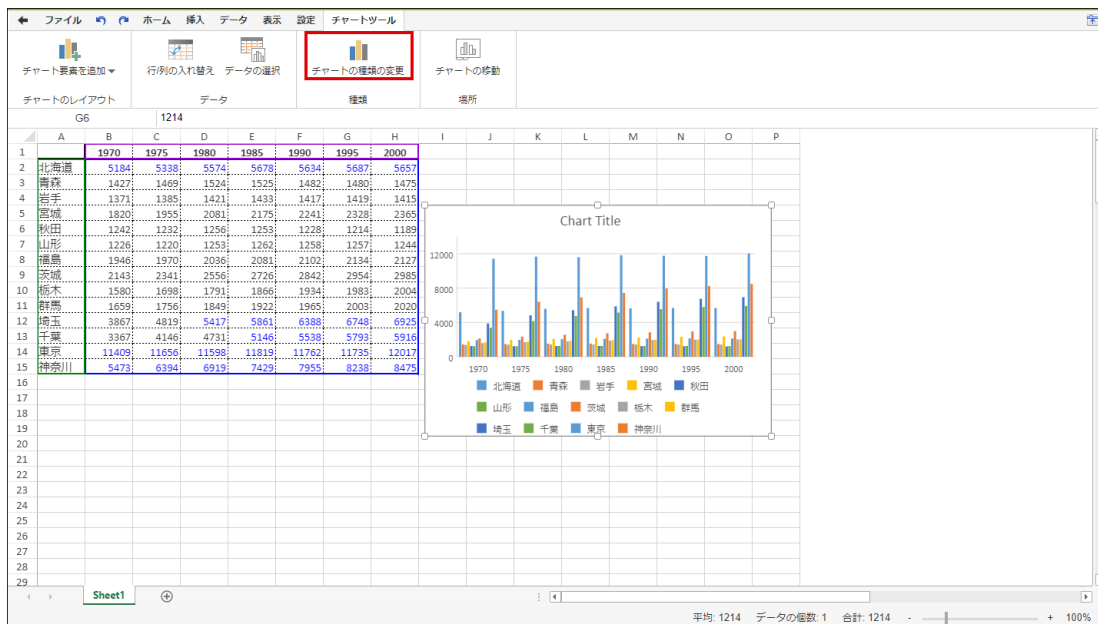 ファイル ホーム 挿入 データ 表示 設定 チャートツール
チャート要素を追加 行/列の入れ替え データの選択 チャートの種類の変更 チャートの移動
チャートのレイアウト データ 種類 場所
G6 1214
A B C D E F G H I J K L M N O P
1 1970 1975 1980 1985 1990 1995 2000
2 北海道 5184 5338 5574 5678 5634 5687 5657
3 青森 1427 1469 1524 1525 1482 1480 1475
4 岩手 1371 1385 1421 1433 1417 1419 1415
5 宮城 1820 1955 2081 2175 2241 2328 2365
6 秋田 1242 1232 1256 1253 1228 1214 1189
7 山形 1226 1220 1253 1262 1258 1257 1244
8 福島 1946 1970 2036 2081 2102 2134 2127
9 茨城 2143 2341 2556 2726 2842 2954 2985
10 栃木 1580 1698 1791 1866 1934 1983 2004
11 群馬 1659 1756 1849 1922 1965 2003 2020
12 埼玉 3867 4819 5417 5861 6388 6748 6925
13 千葉 3367 4146 4731 5146 5538 5793 5916
14 東京 11409 11656 11598 11819 11762 11735 12017
15 神奈川 5473 6394 6919 7429 7955 8238 8475
16
17
18
19
20
21
22
23
24
25
26
27
28
29
Chart Title
12000
8000
4000
0
1970 1975 1980 1985 1990 1995 2000
北海道 青森 岩手 宮城 秋田
山形 福島 茨城 栃木 群馬
埼玉 千葉 東京 神奈川
Sheet1
平均: 1214 データの個数: 1 合計: 1214 - + 100%